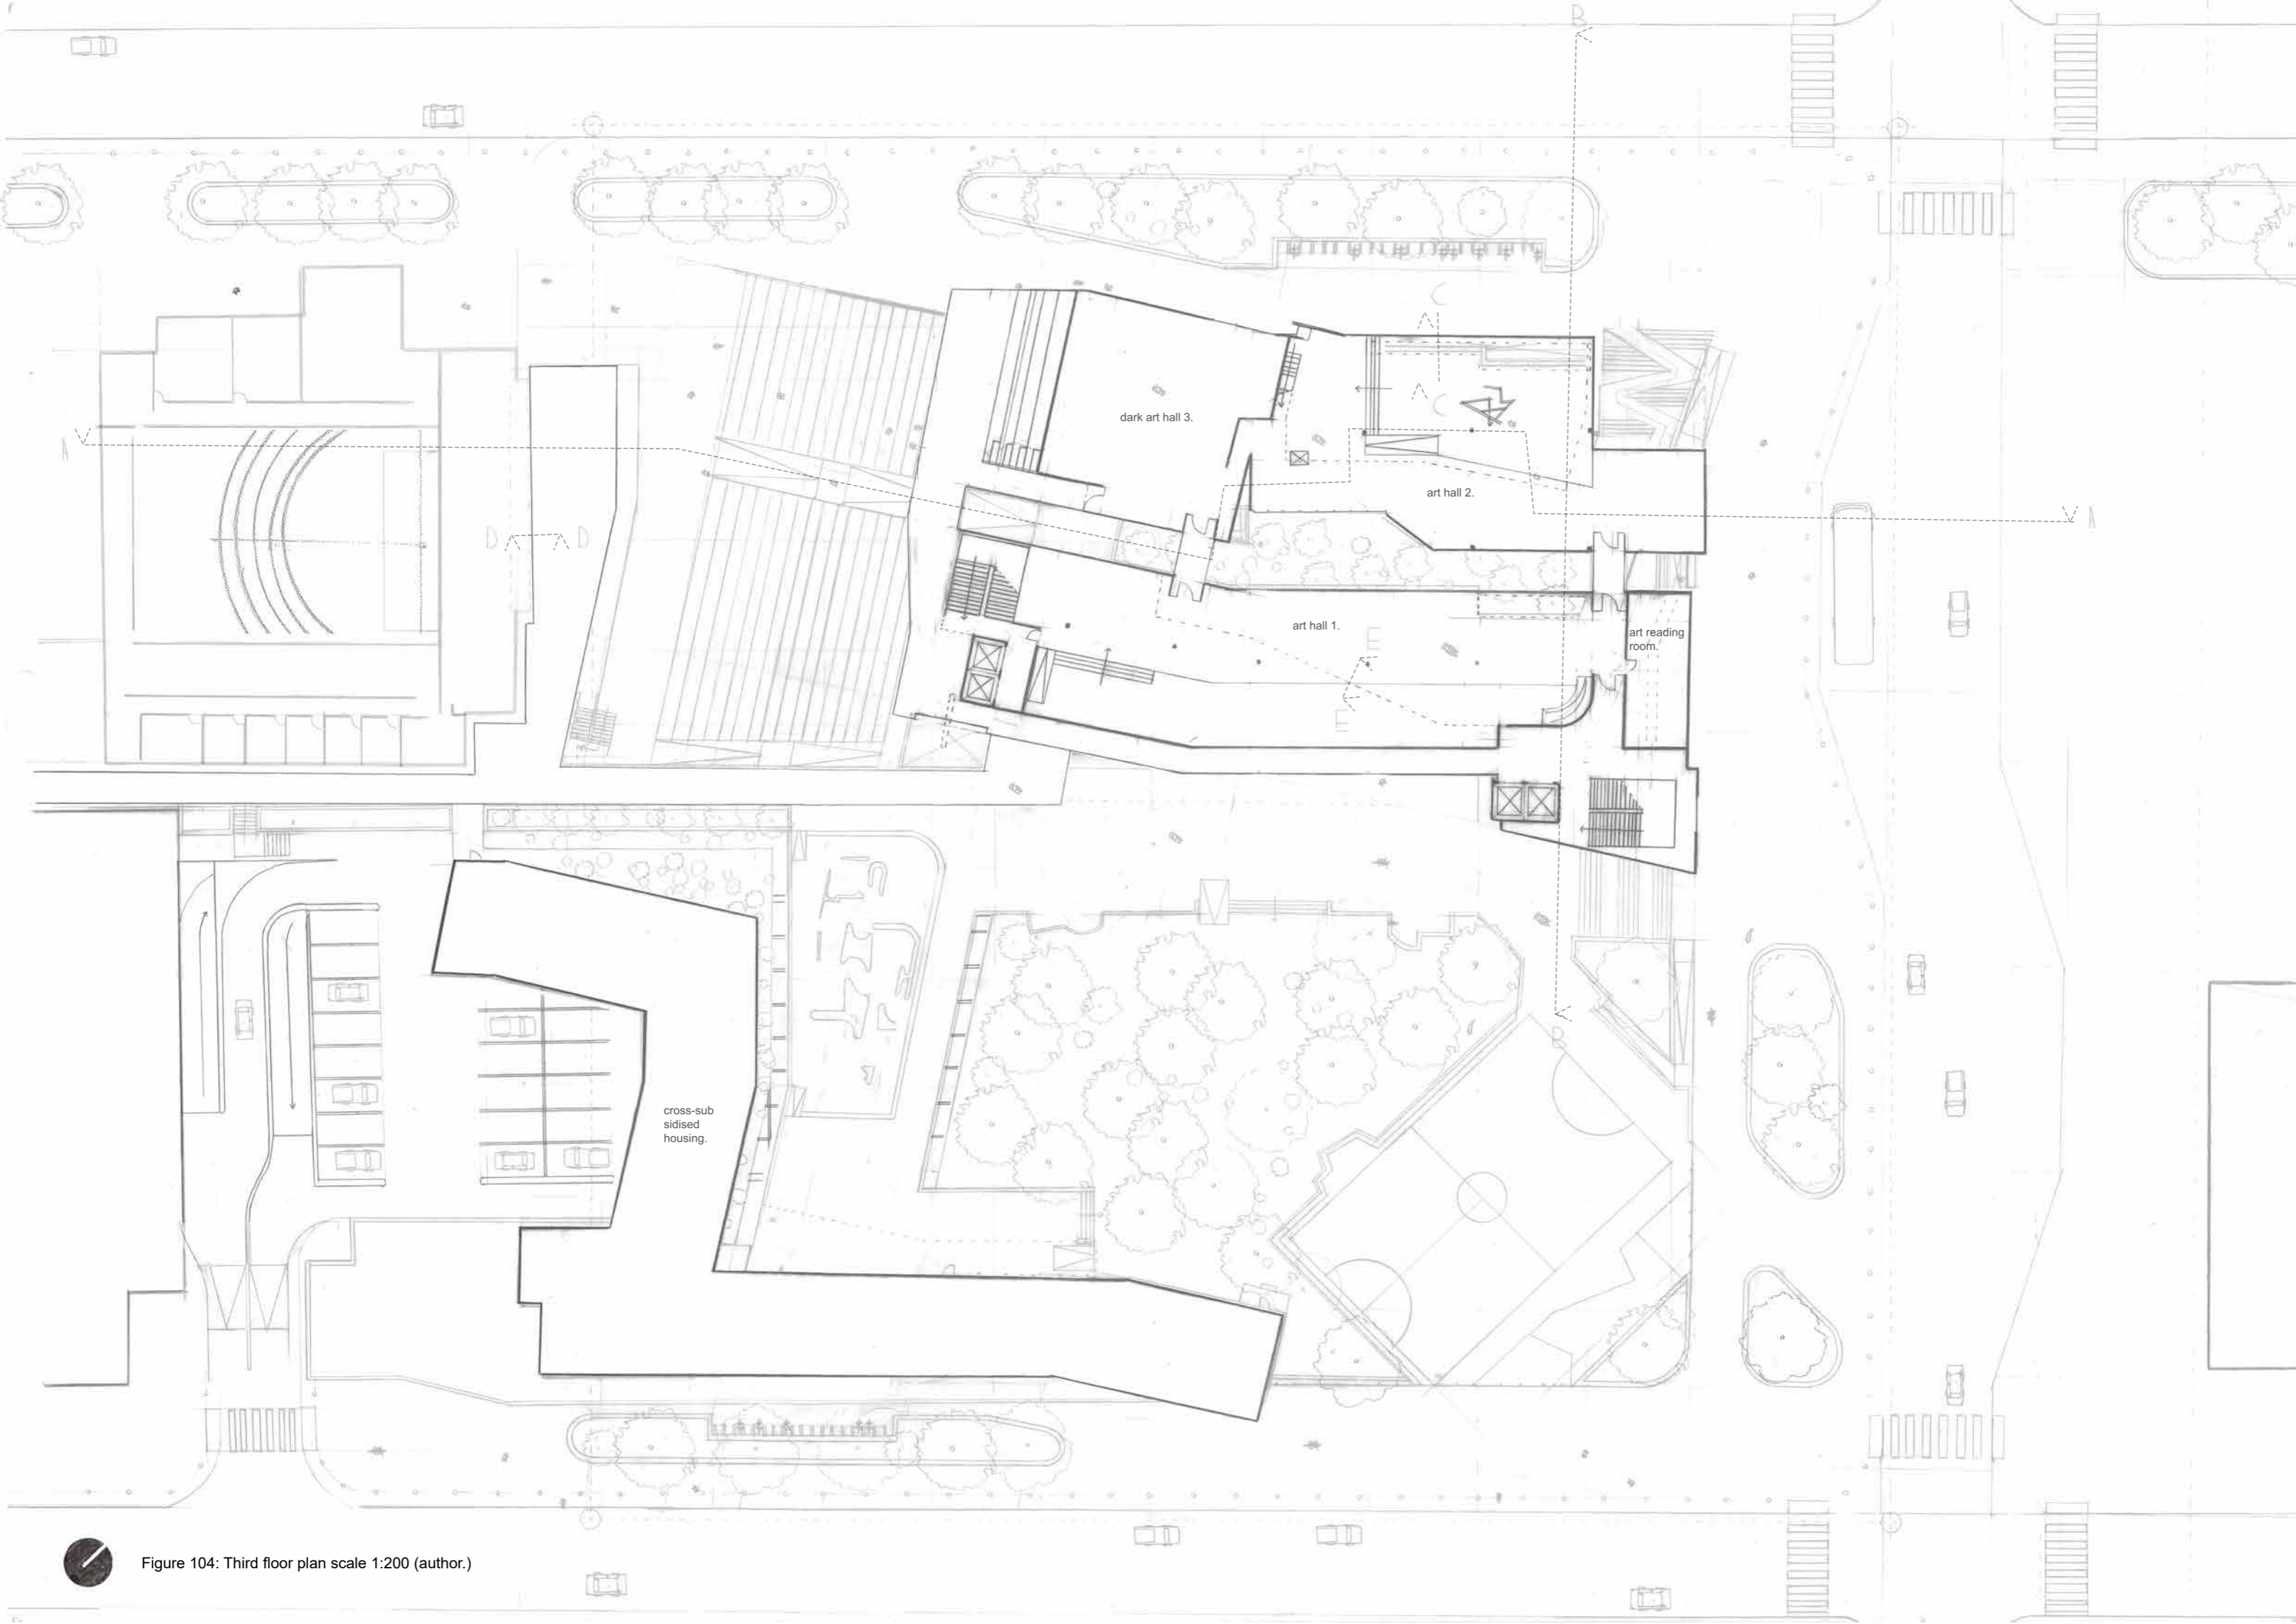 B
C
dark art hall 3.
A
C
art hall 2.
A
D
D
art hall 1.
E
art reading
room.
E
B
cross-sub
sidised
housing.
Figure 104: Third floor plan scale 1:200 (author.)